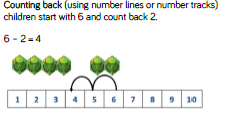 Counting back (using number lines or number tracks)
children start with 6 and count back 2.
6 - 2 = 4
1 2 3 4 5 6 7 8 9 10